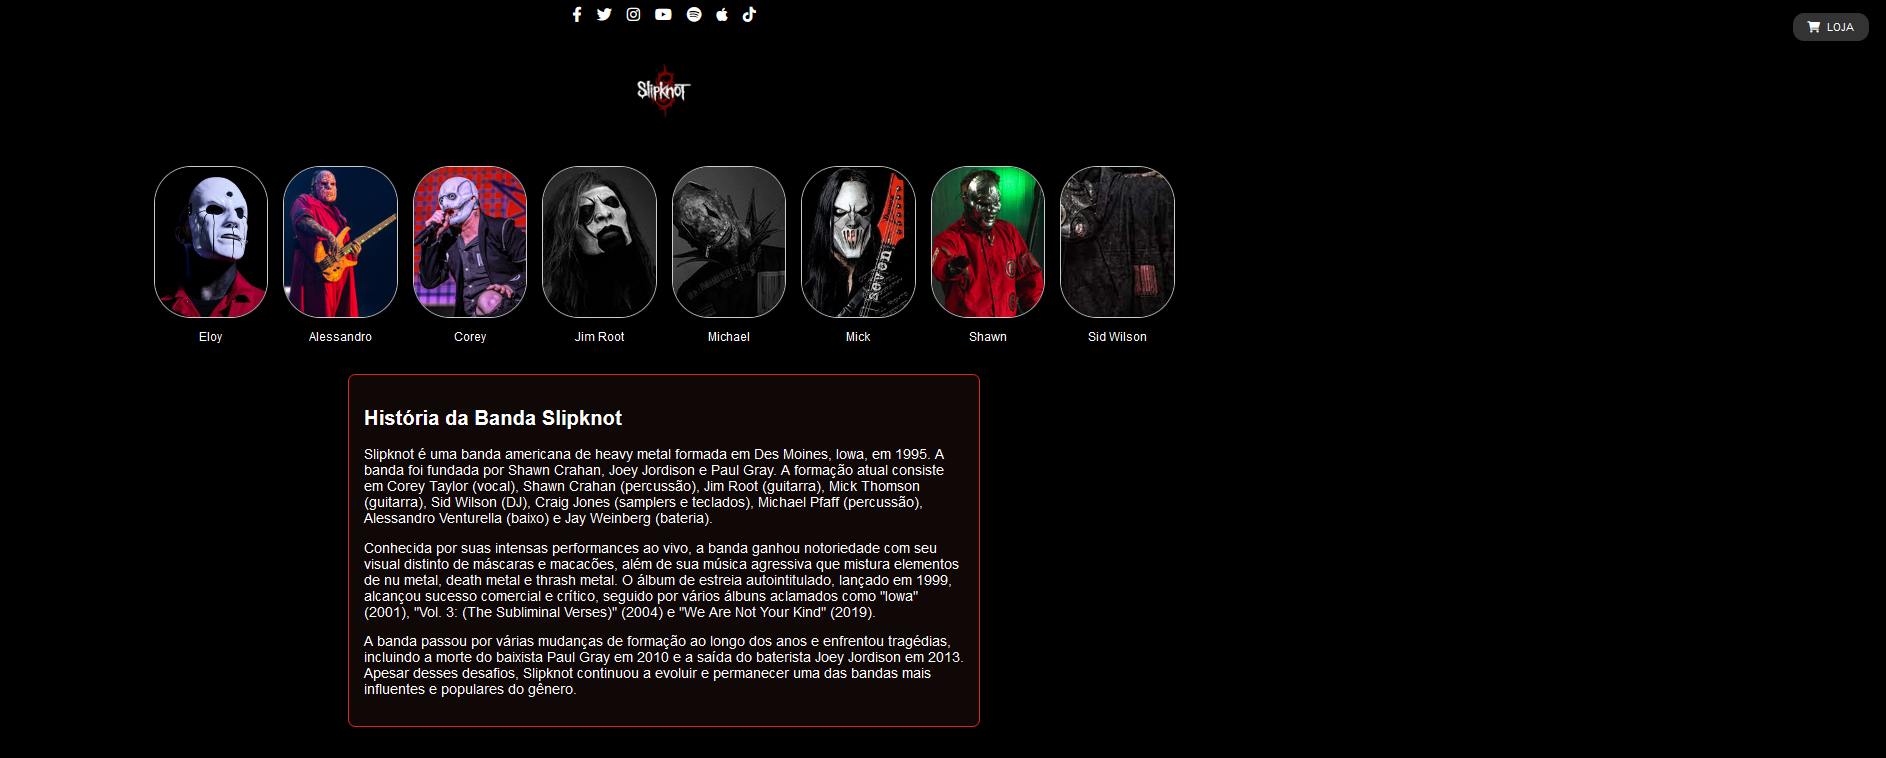 LOJA
Slipknot
Eloy
Alessandro
Corey
Jim Root
Michael
Mick
Shawn
Sid Wilson
seven
História da Banda Slipknot
Slipknot é uma banda americana de heavy metal formada em Des Moines, Iowa, em 1995. A
banda foi fundada por Shawn Crahan, Joey Jordison e Paul Gray. A formação atual consiste
em Corey Taylor (vocal), Shawn Crahan (percussão), Jim Root (guitarra), Mick Thomson
(guitarra), Sid Wilson (DJ), Craig Jones (samplers e teclados), Michael Pfaff (percussão),
Alessandro Venturella (baixo) e Jay Weinberg (bateria).
Conhecida por suas intensas performances ao vivo, a banda ganhou notoriedade com seu
visual distinto de máscaras e macacões, além de sua música agressiva que mistura elementos
de nu metal, death metal e thrash metal. O álbum de estreia autointitulado, lançado em 1999,
alcançou sucesso comercial e crítico, seguido por vários álbuns aclamados como "Iowa"
(2001), "Vol. 3: (The Subliminal Verses)" (2004) e "We Are Not Your Kind" (2019).
A banda passou por várias mudanças de formação ao longo dos anos e enfrentou tragédias,
incluindo a morte do baixista Paul Gray em 2010 e a saída do baterista Joey Jordison em 2013.
Apesar desses desafios, Slipknot continuou a evoluir e permanecer uma das bandas mais
influentes e populares do gênero.